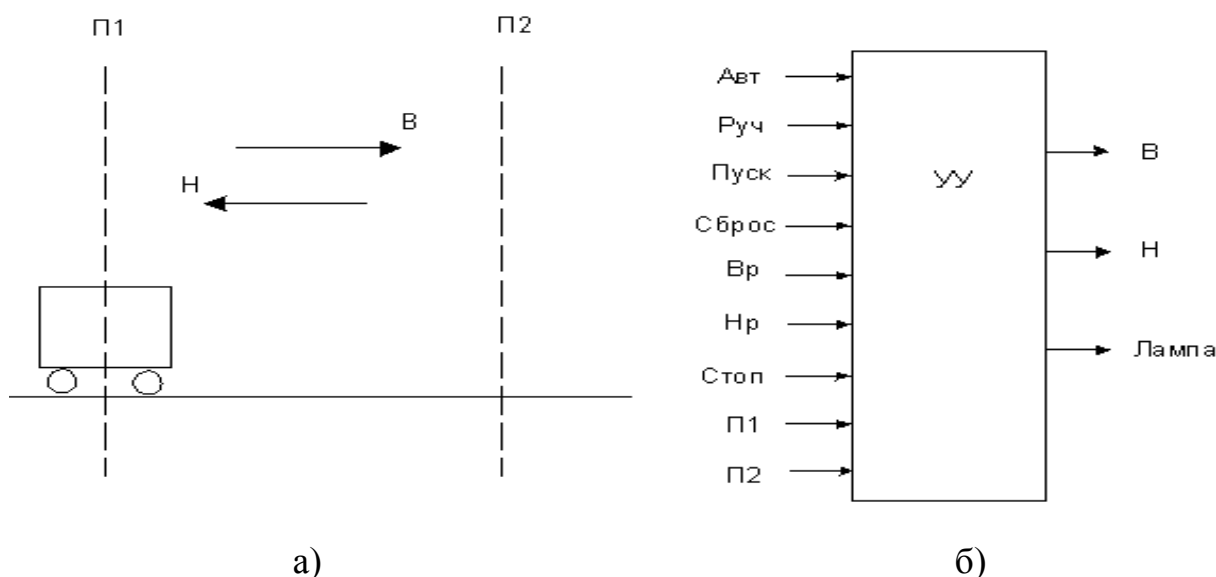 П1
П2
В
Н
Авт
Руч
Пуск
Сброс
Вр
Нр
Стоп
П1
П2
УУ
В
Н
Лампа
а)
б)